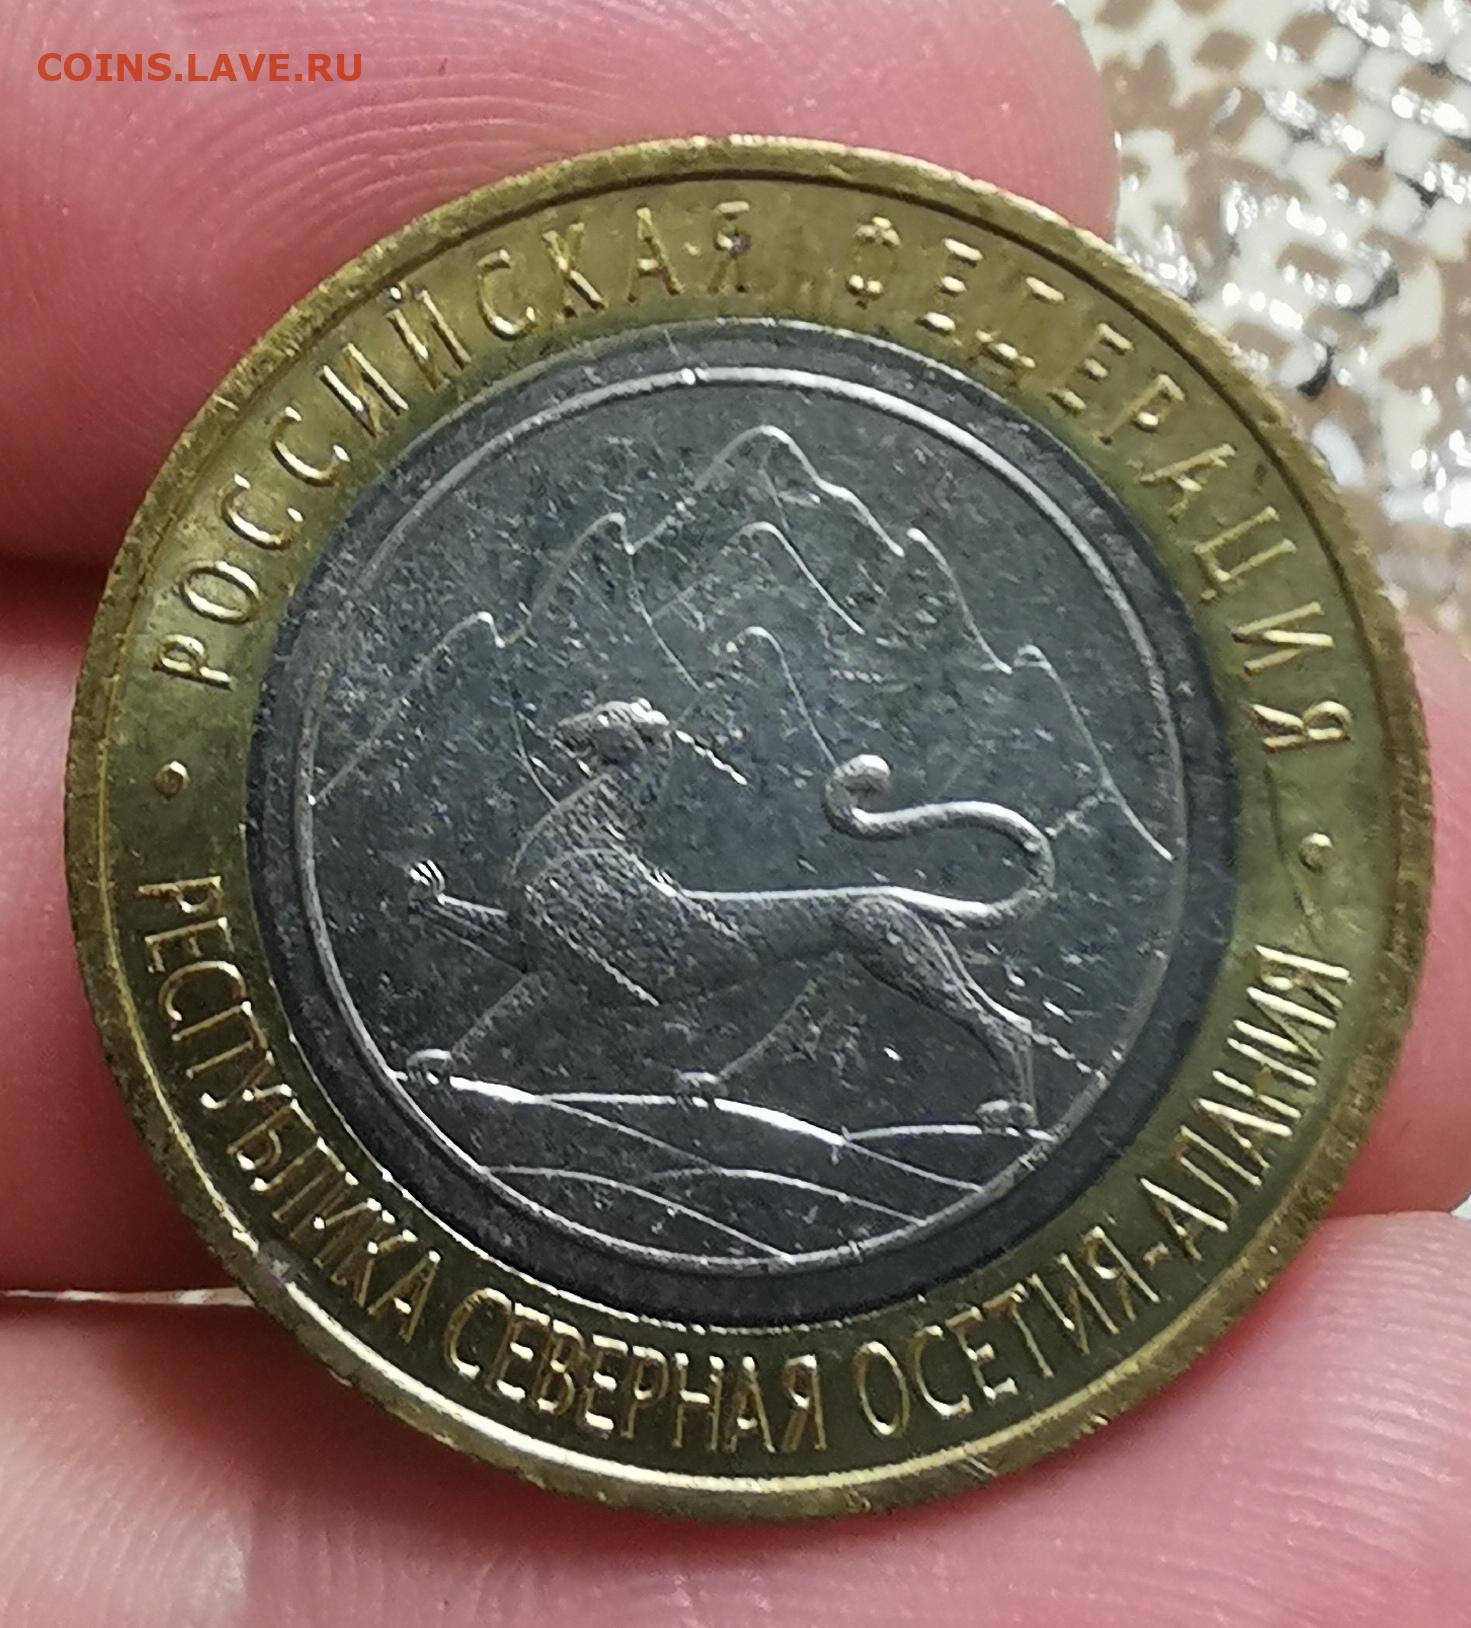 COINS.LAVE.RU
РОССИЙСКАЯ ФЕДЕРАЦИЯ
РЕСПУБЛИКА СЕВЕРНАЯ ОСЕТИЯ-АЛАНИЯ